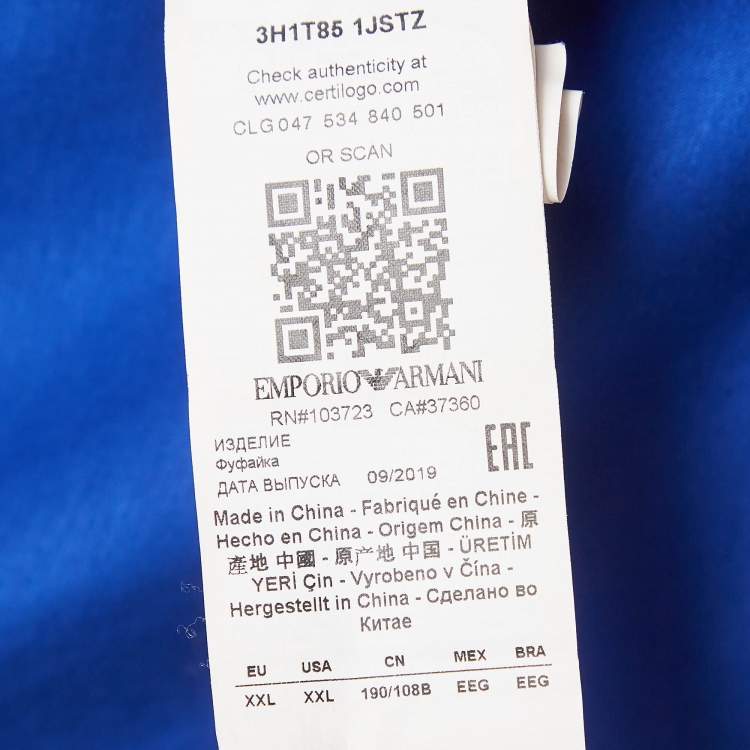 3H1T85 1JSTZ
Check authenticity at
www.certilogo.com
CLG 047 534 840 501
OR SCAN
EMPORIO ARMANI
RN#103723 CA#37360
ИЗДЕЛИЕ
Фуфайка
ДАТА ВЫПУСКА 09/2019
EAC
Made in China - Fabriqué en Chine -
Hecho en China - Origem China - 原
產地 中國 - 原产地 中国 - ÜRETİM
YERİ Çin - Vyrobeno v Čína -
Hergestellt in China - Сделано во
Китае
EU USA CN MEX BRA
XXL XXL 190/108B EEG EEG